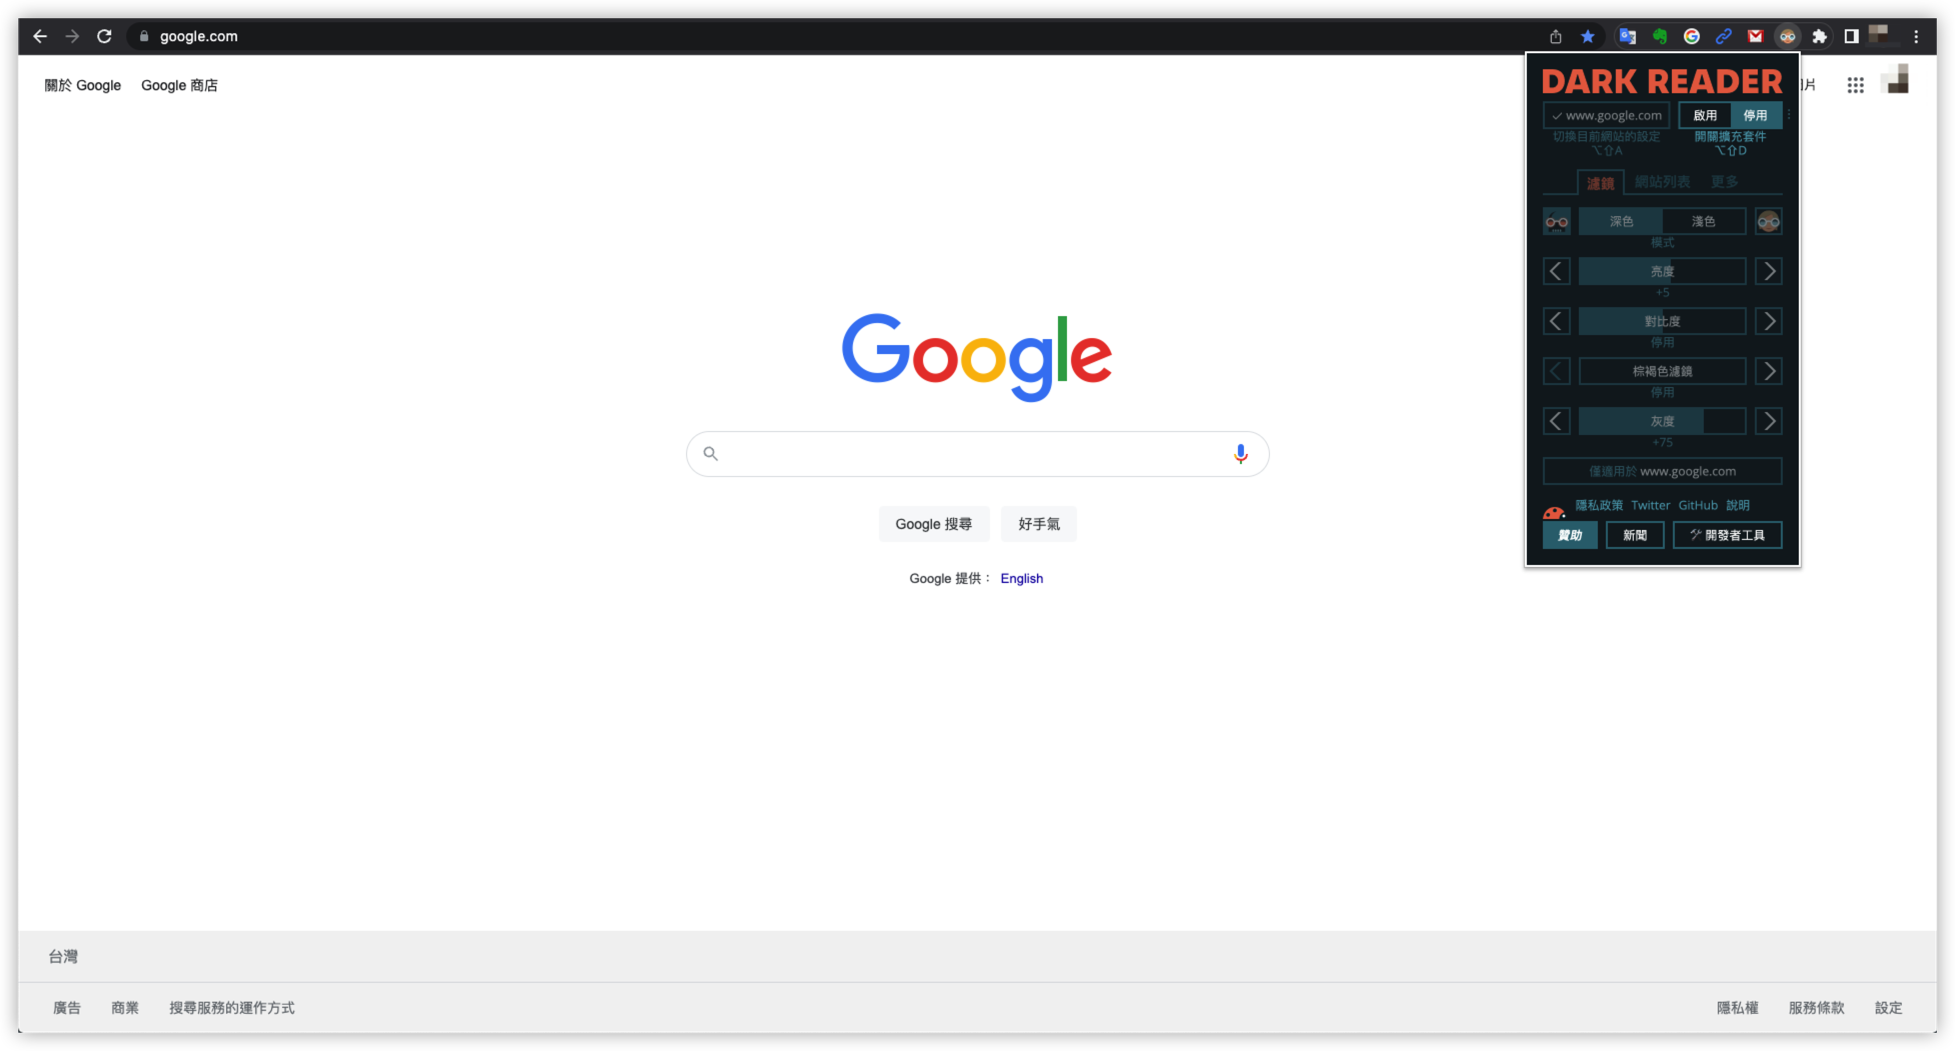 google.com
關於 Google Google 商店
片
DARK READER
www.google.com 啟用 停用
切換目前網站的設定 開關擴充套件
⌥⇧A ⌥⇧D
濾鏡 網站列表 更多
深色 淺色
模式
亮度
+5
對比度
停用
棕褐色濾鏡
停用
灰度
+75
僅適用於 www.google.com
隱私政策 Twitter GitHub 說明
贊助 新聞 開發者工具
Google
Google 搜尋 好手氣
Google 提供： English
台灣
廣告 商業 搜尋服務的運作方式 隱私權 服務條款 設定